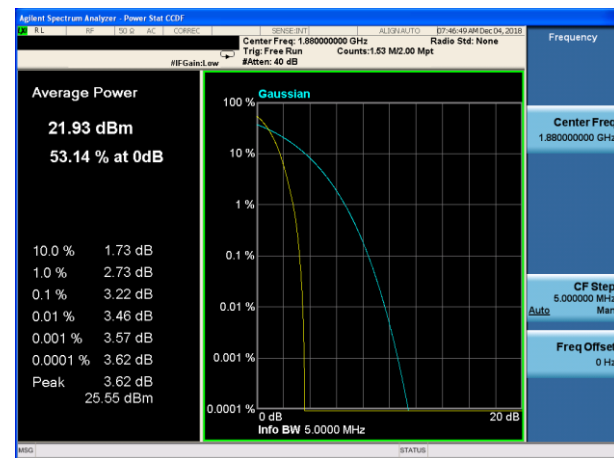 Agilent Spectrum Analyzer - Power Stat CCDF
RL RF 50 Ω AC CORREC SENSE:INT ALIGNAUTO 07:46:49 AM Dec 04, 2018
Center Freq: 1.880000000 GHz Radio Std: None
Trig: Free Run Counts:1.53 M/2.00 Mpt
#IFGain:Low #Atten: 40 dB
Frequency
Average Power
21.93 dBm
53.14 % at 0dB
10.0 % 1.73 dB
1.0 % 2.73 dB
0.1 % 3.22 dB
0.01 % 3.46 dB
0.001 % 3.57 dB
0.0001 % 3.62 dB
Peak 3.62 dB
25.55 dBm
100 % Gaussian
10 %
1 %
0.1 %
0.01 %
0.001 %
0.0001 %
0 dB 20 dB
Info BW 5.0000 MHz
Center Freq
1.880000000 GHz
CF Step
5.000000 MHz
Auto Man
Freq Offset
0 Hz
MSG STATUS